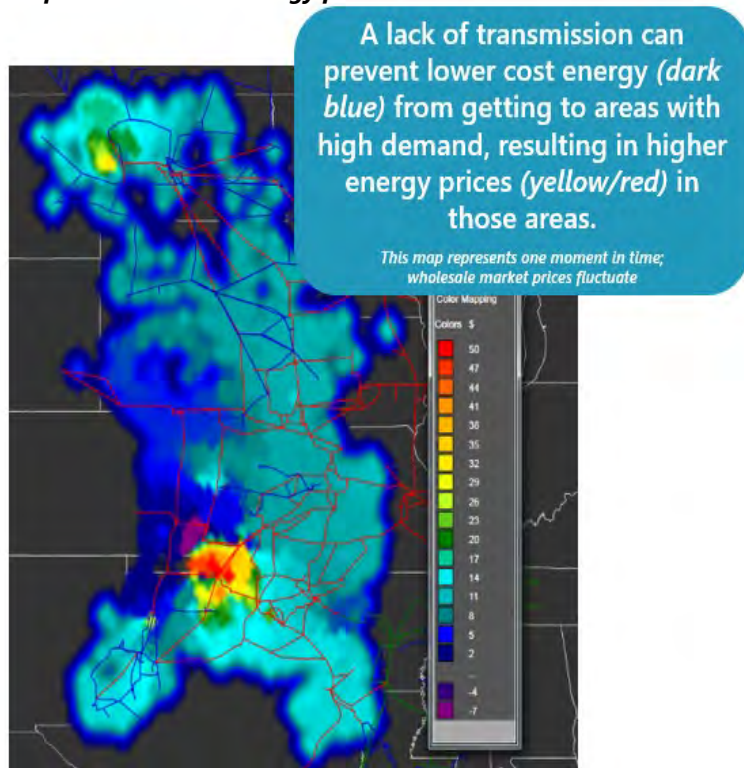 A lack of transmission can
prevent lower cost energy (dark
blue) from getting to areas with
high demand, resulting in higher
energy prices (yellow/red) in
those areas.
This map represents one moment in time;
wholesale market prices fluctuate
Color Mapping
Colors $
50
47
44
41
38
35
32
29
26
23
20
17
14
11
8
5
2
...
-4
-7